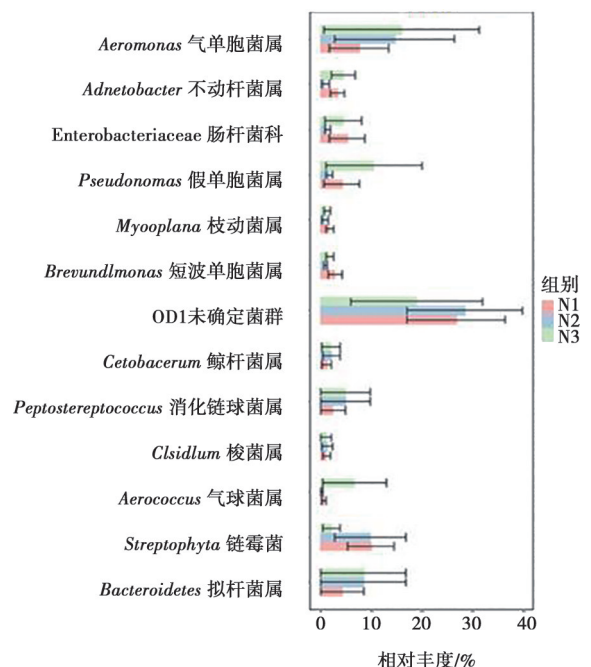 Aeromonas 气单胞菌属
Adnetobacter 不动杆菌属
Enterobacteriaceae 肠杆菌科
Pseudonomas 假单胞菌属
Myooplana 枝动菌属
Brevundlmonas 短波单胞菌属
OD1未确定菌群
Cetobacerum 鲸杆菌属
Peptostereptococcus 消化链球菌属
Clsidlum 梭菌属
Aerococcus 气球菌属
Streptophyta 链霉菌
Bacteroidetes 拟杆菌属
组别
N1
N2
N3
0 10 20 30 40
相对丰度/%